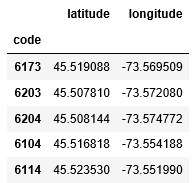 latitude longitude
code
6173 45.519088 -73.569509
6203 45.507810 -73.572080
6204 45.508144 -73.574772
6104 45.516818 -73.554188
6114 45.523530 -73.551990